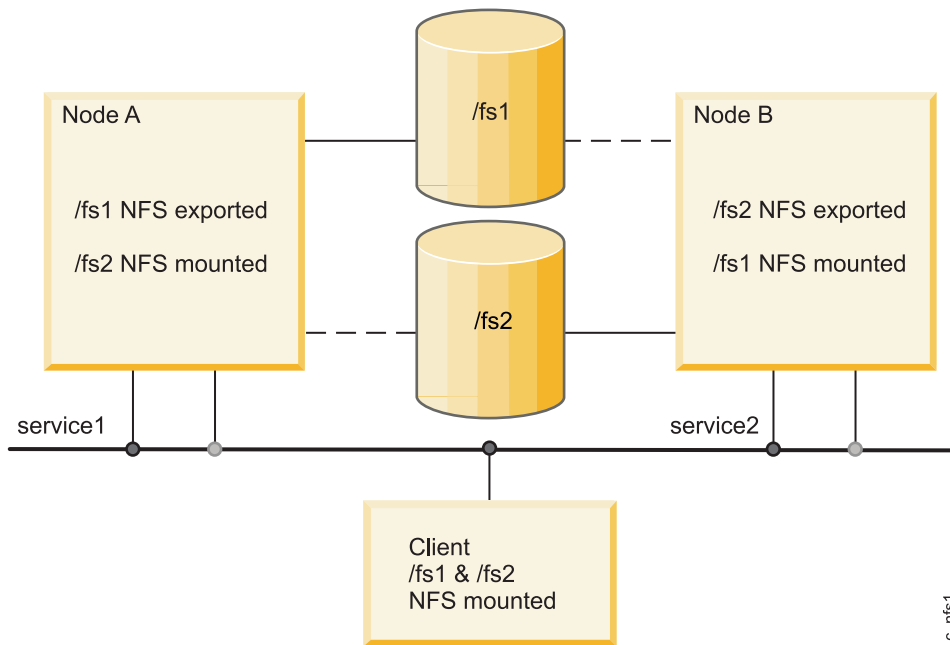 Node A
/fs1 NFS exported
/fs2 NFS mounted
/fs1
/fs2
Node B
/fs2 NFS exported
/fs1 NFS mounted
service1
service2
Client
/fs1 & /fs2
NFS mounted
c_nfs1